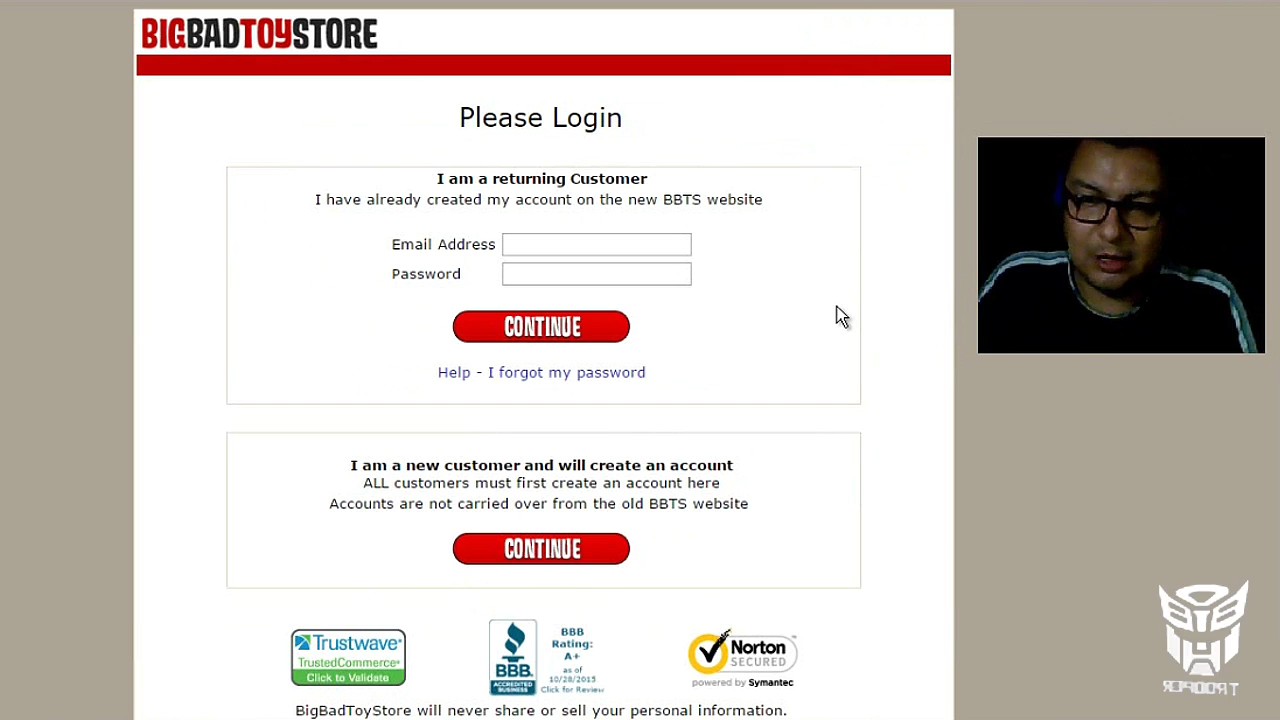 BIGBADTOYSTORE
Please Login
I am a returning Customer
I have already created my account on the new BBTS website
Email Address
Password
CONTINUE
Help - I forgot my password
I am a new customer and will create an account
ALL customers must first create an account here
Accounts are not carried over from the old BBTS website
CONTINUE
Trustwave®
TrustedCommerce®
Click to Validate
BBB
ACCREDITED
BUSINESS
BBB
Rating:
A+
as of
10/28/2015
Click for Review
Norton
SECURED
powered by Symantec
TROOPER
BigBadToyStore will never share or sell your personal information.